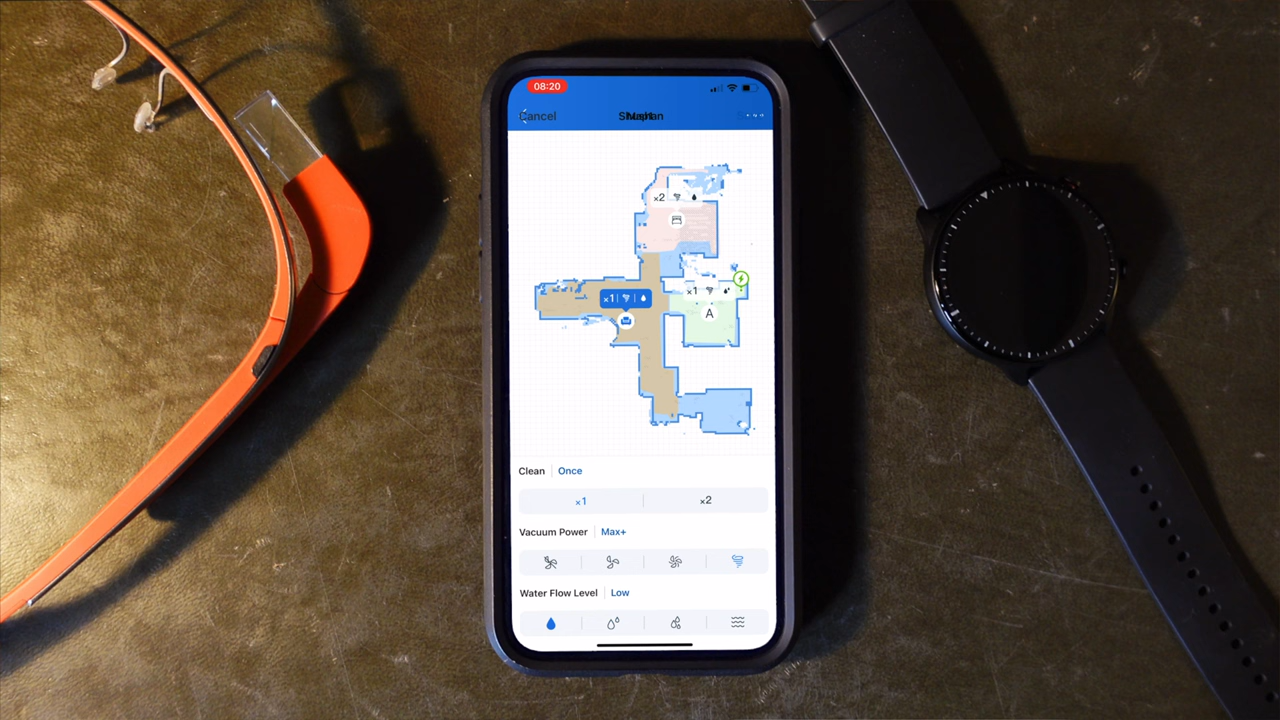 08:20
Cancel
×2
×1
×1
A
Clean Once
×1 ×2
Vacuum Power Max+
Water Flow Level Low